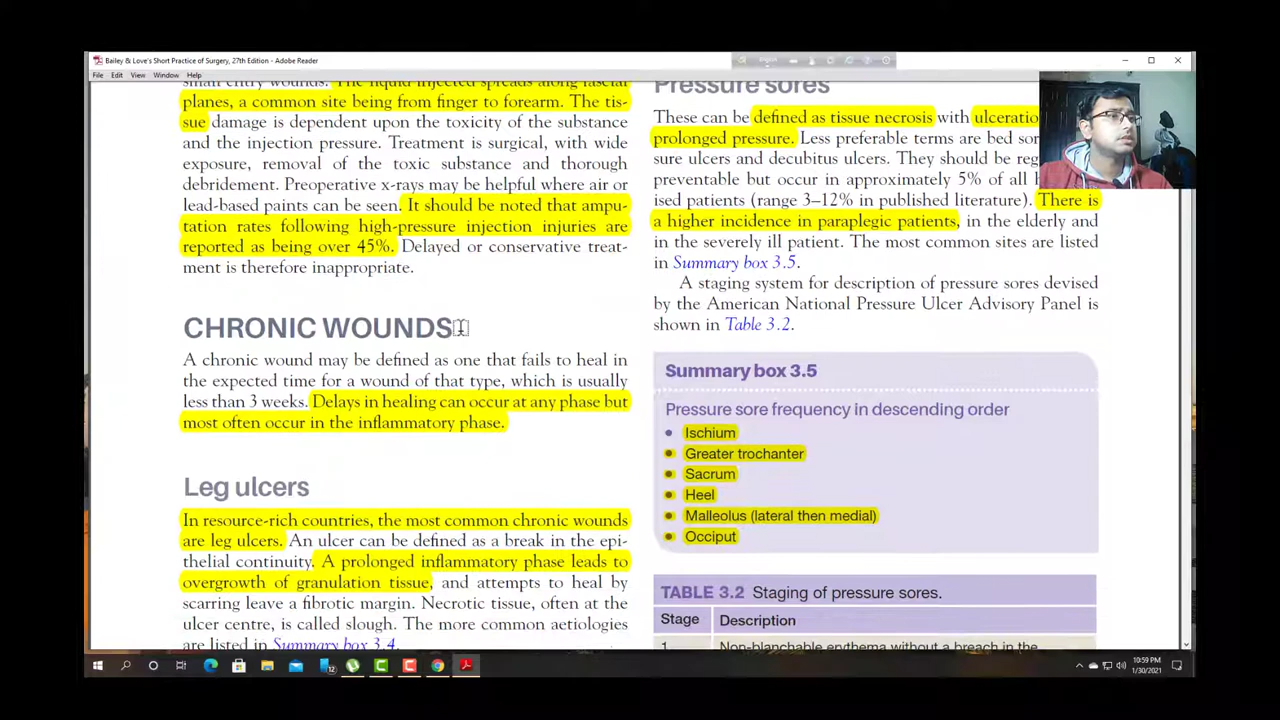 Bailey & Love's Short Practice of Surgery, 27th Edition - Adobe Reader
File Edit View Window Help
small entry wounds. The liquid injected spreads along fascial
planes, a common site being from finger to forearm. The tis-
sue damage is dependent upon the toxicity of the substance
and the injection pressure. Treatment is surgical, with wide
exposure, removal of the toxic substance and thorough
debridement. Preoperative x-rays may be helpful where air or
lead-based paints can be seen. It should be noted that ampu-
tation rates following high-pressure injection injuries are
reported as being over 45%. Delayed or conservative treat-
ment is therefore inappropriate.
CHRONIC WOUNDS
A chronic wound may be defined as one that fails to heal in
the expected time for a wound of that type, which is usually
less than 3 weeks. Delays in healing can occur at any phase but
most often occur in the inflammatory phase.
Leg ulcers
In resource-rich countries, the most common chronic wounds
are leg ulcers. An ulcer can be defined as a break in the epi-
thelial continuity. A prolonged inflammatory phase leads to
overgrowth of granulation tissue, and attempts to heal by
scarring leave a fibrotic margin. Necrotic tissue, often at the
ulcer centre, is called slough. The more common aetiologies
are listed in Summary box 3.4.
Pressure sores
These can be defined as tissue necrosis with ulceratio
prolonged pressure. Less preferable terms are bed sor
sure ulcers and decubitus ulcers. They should be reg
preventable but occur in approximately 5% of all h
ised patients (range 3–12% in published literature). There is
a higher incidence in paraplegic patients, in the elderly and
in the severely ill patient. The most common sites are listed
in Summary box 3.5.
A staging system for description of pressure sores devised
by the American National Pressure Ulcer Advisory Panel is
shown in Table 3.2.
Summary box 3.5
Pressure sore frequency in descending order
● Ischium
● Greater trochanter
● Sacrum
● Heel
● Malleolus (lateral then medial)
● Occiput
TABLE 3.2 Staging of pressure sores.
Stage Description
1 Non-blanchable erythema without a breach in the
10:59 PM
1/30/2021